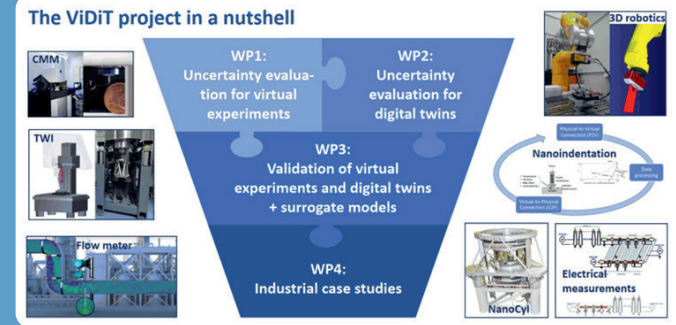 The ViDiT project in a nutshell
CMM
TWI
Flow meter
WP1:
Uncertainty evalua-
tion for virtual
experiments
WP2:
Uncertainty
evaluation for
digital twins
WP3:
Validation of virtual
experiments and digital twins
+ surrogate models
WP4:
Industrial case studies
3D robotics
Physical-to-Virtual
Connection (P2V)
Nanoindentation
Data
processing
Virtual-to-Physical
Connection (V2P)
NanoCyl
Electrical
measurements